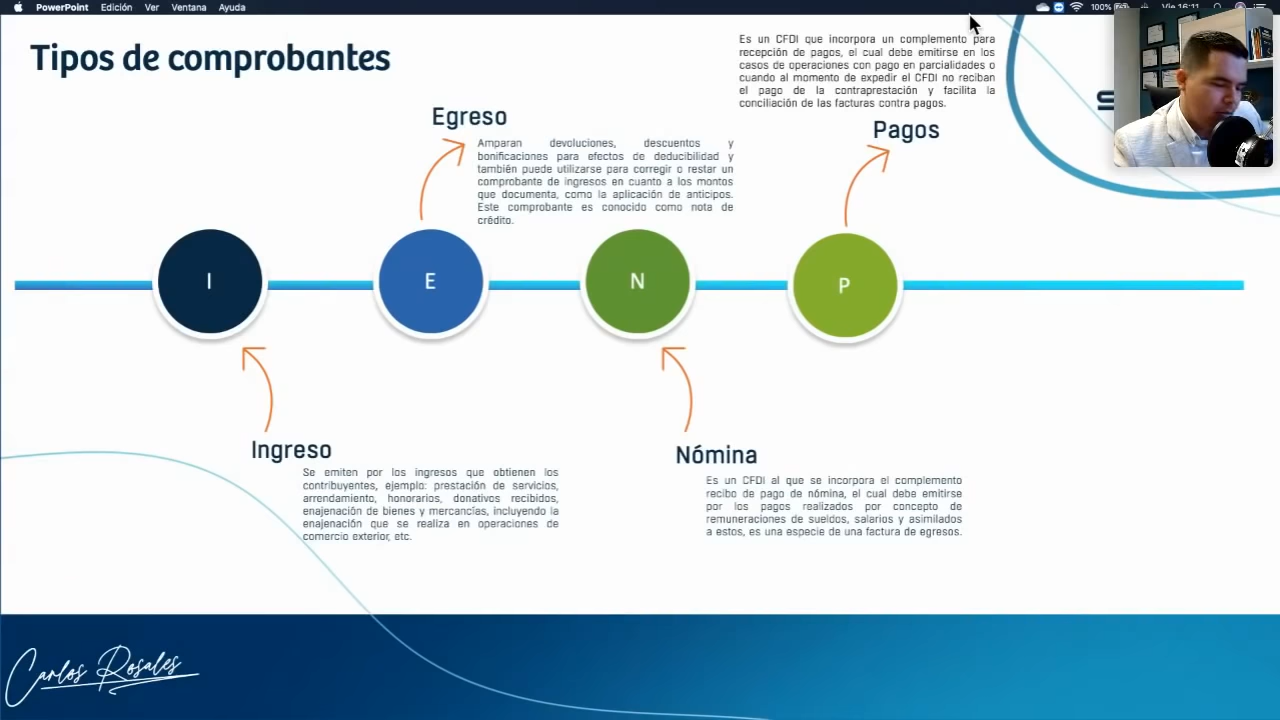 PowerPoint Edición Ver Ventana Ayuda
100%
Vie 16:11
Tipos de comprobantes
Es un CFDI que incorpora un complemento para
recepción de pagos, el cual debe emitirse en los
casos de operaciones con pago en parcialidades o
cuando al momento de expedir el CFDI no reciban
el pago de la contraprestación y facilita la
conciliación de las facturas contra pagos.
Pagos
Egreso
Amparan devoluciones, descuentos y
bonificaciones para efectos de deducibilidad y
también puede utilizarse para corregir o restar un
comprobante de ingresos en cuanto a los montos
que documenta, como la aplicación de anticipos.
Este comprobante es conocido como nota de
crédito.
I
E
N
P
Ingreso
Se emiten por los ingresos que obtienen los
contribuyentes, ejemplo: prestación de servicios,
arrendamiento, honorarios, donativos recibidos,
enajenación de bienes y mercancías, incluyendo la
enajenación que se realiza en operaciones de
comercio exterior, etc.
Nómina
Es un CFDI al que se incorpora el complemento
recibo de pago de nómina, el cual debe emitirse
por los pagos realizados por concepto de
remuneraciones de sueldos, salarios y asimilados
a estos, es una especie de una factura de egresos.
Carlos Rosales